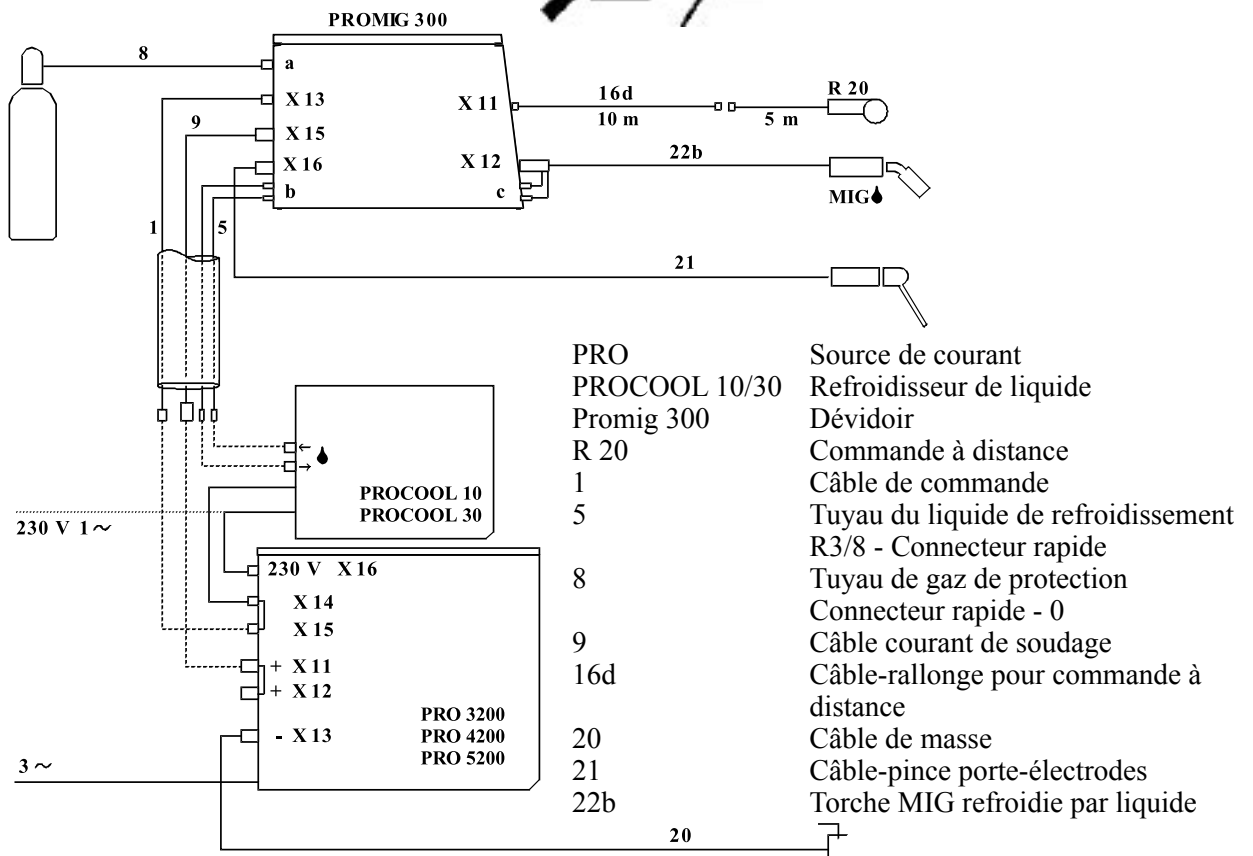 PROMIG 300
8
a
X 13
9
X 15
X 16
b
1
5
X 11
16d
10 m
5 m
R 20
X 12
22b
c
MIG
21
PROCOOL 10
PROCOOL 30
230 V 1～
230 V X 16
X 14
X 15
+ X 11
+ X 12
- X 13
PRO 3200
PRO 4200
PRO 5200
3～
20
PRO Source de courant
PROCOOL 10/30 Refroidisseur de liquide
Promig 300 Dévidoir
R 20 Commande à distance
1 Câble de commande
5 Tuyau du liquide de refroidissement
R3/8 - Connecteur rapide
8 Tuyau de gaz de protection
Connecteur rapide - 0
9 Câble courant de soudage
16d Câble-rallonge pour commande à
distance
20 Câble de masse
21 Câble-pince porte-électrodes
22b Torche MIG refroidie par liquide